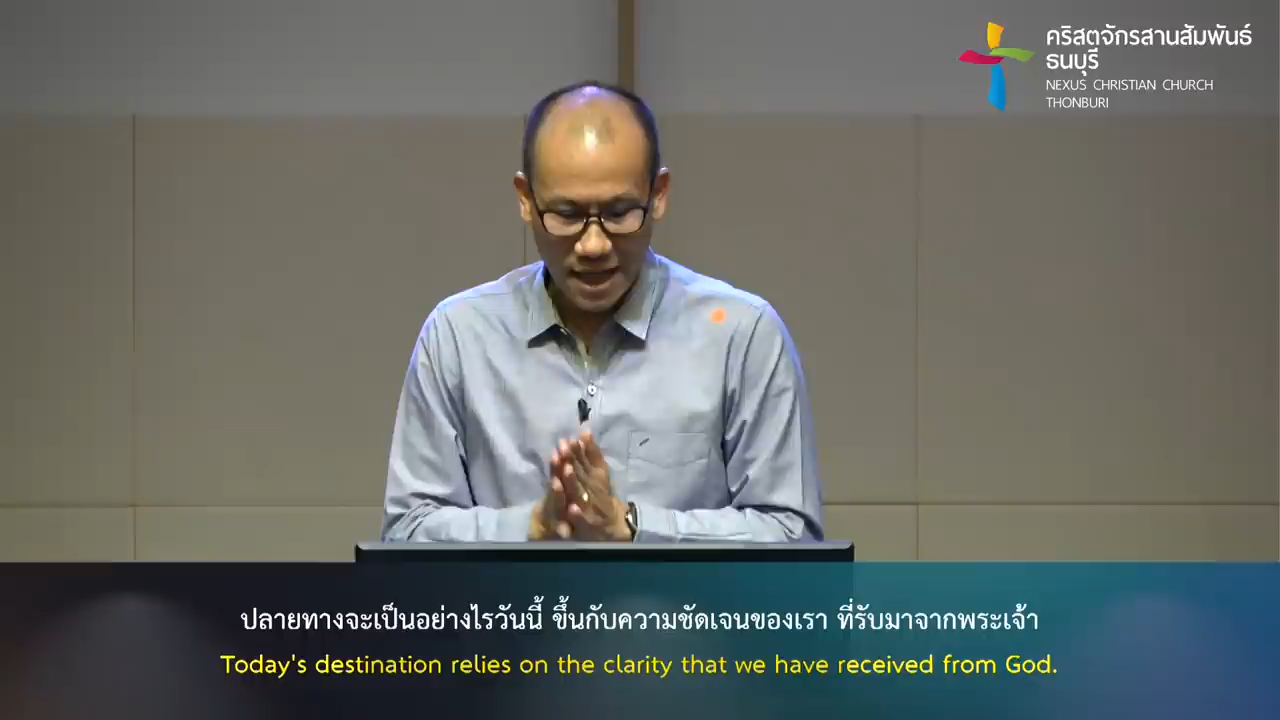 คริสตจักรสานสัมพันธ์
ธนบุรี
NEXUS CHRISTIAN CHURCH
THONBURI
ปลายทางจะเป็นอย่างไรวันนี้ ขึ้นกับความชัดเจนของเรา ที่รับมาจากพระเจ้า
Today's destination relies on the clarity that we have received from God.